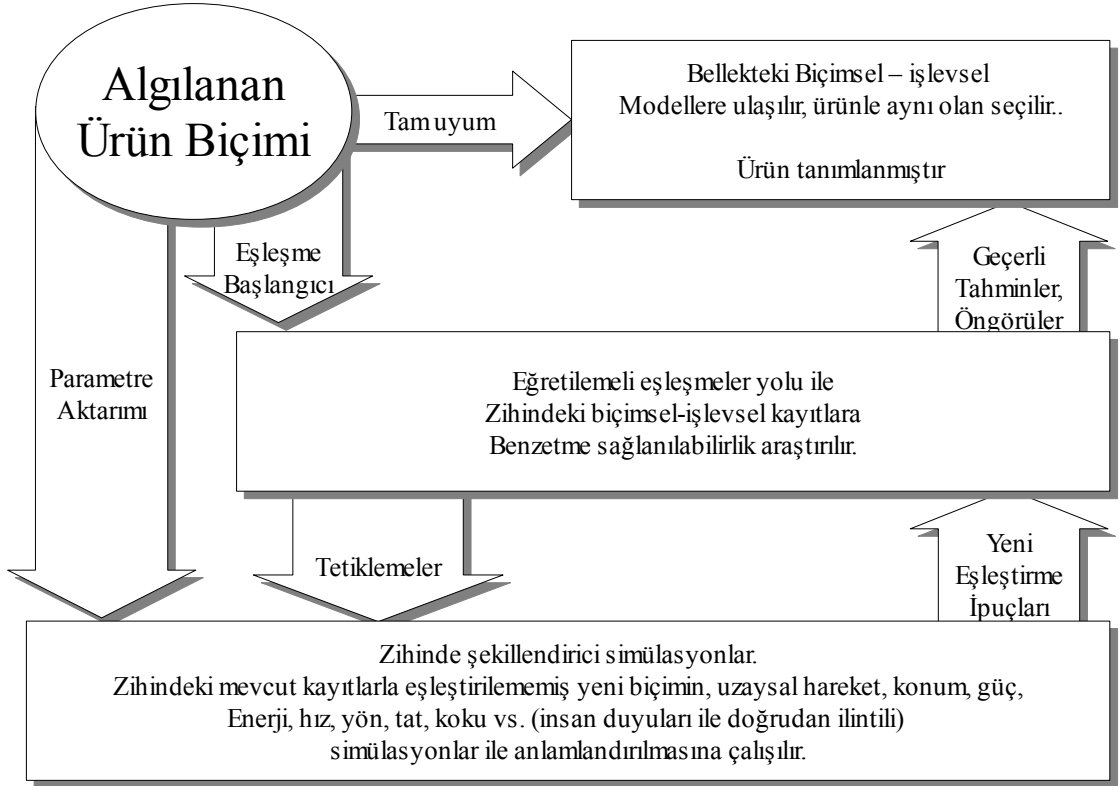 Algılanan
Ürün Biçimi
Tam uyum
Bellekteki Biçimsel – işlevsel
Modellere ulaşılır, ürünle aynı olan seçilir..
Ürün tanımlanmıştır
Eşleşme
Başlangıcı
Geçerli
Tahminler,
Öngörüler
Parametre
Aktarımı
Eğretilemeli eşleşmeler yolu ile
Zihindeki biçimsel-işlevsel kayıtlara
Benzetme sağlanılabilirlik araştırılır.
Tetiklemeler
Yeni
Eşleştirme
İpuçları
Zihinde şekillendirici simülasyonlar.
Zihindeki mevcut kayıtlarla eşleştirilememiş yeni biçimin, uzaysal hareket, konum, güç,
Enerji, hız, yön, tat, koku vs. (insan duyuları ile doğrudan ilintili)
simülasyonlar ile anlamlandırılmasına çalışılır.